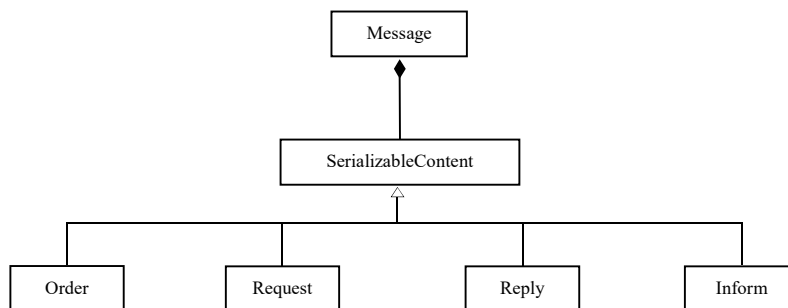 Message
SerializableContent
Order
Request
Reply
Inform